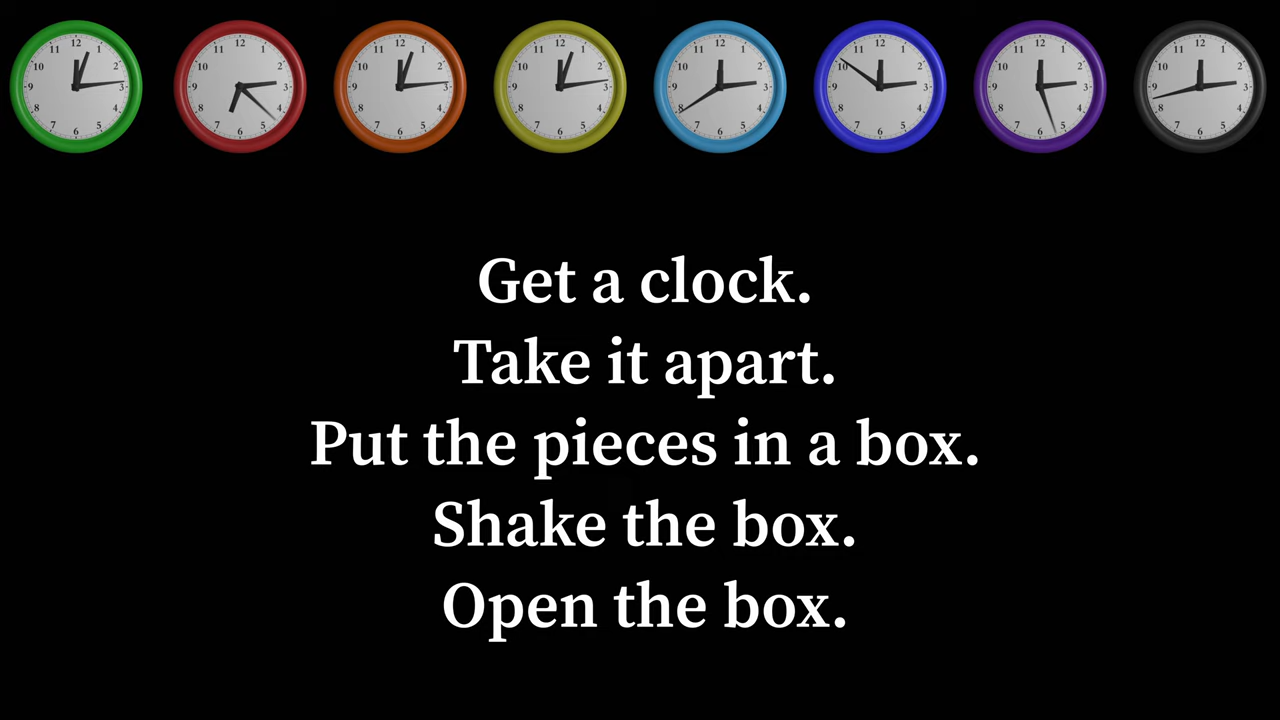 Get a clock.
Take it apart.
Put the pieces in a box.
Shake the box.
Open the box.